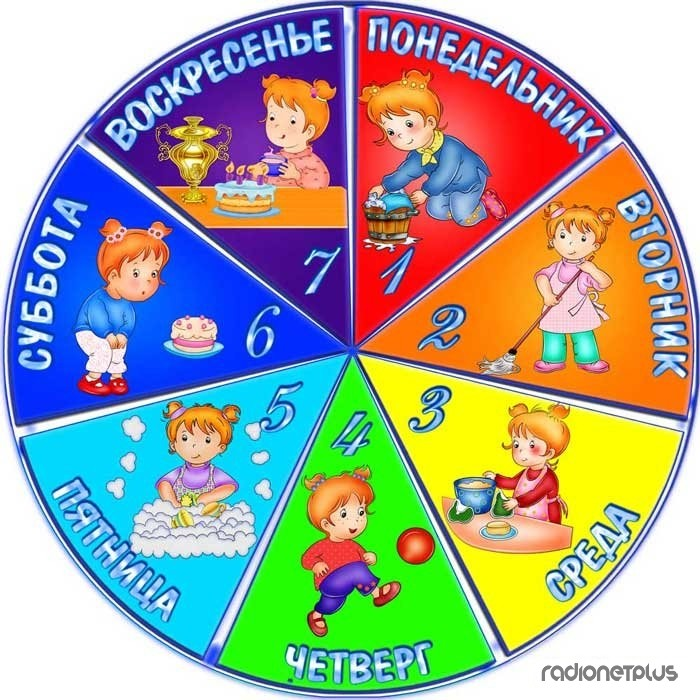 ПОНЕДЕЛЬНИК
1
ВТОРНИК
2
СРЕДА
3
ЧЕТВЕРГ
4
ПЯТНИЦА
5
СУББОТА
6
ВОСКРЕСЕНЬЕ
7
radionetplus